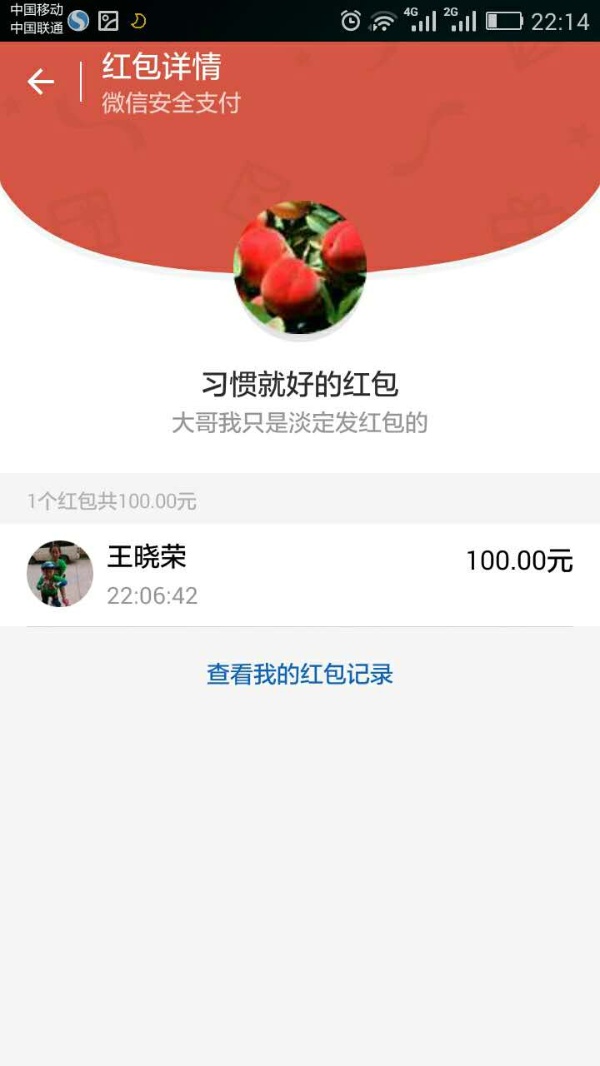 中国移动
中国联通
4G
2G
22:14
红包详情
微信安全支付
习惯就好的红包
大哥我只是淡定发红包的
1个红包共100.00元
王晓荣
100.00元
22:06:42
查看我的红包记录